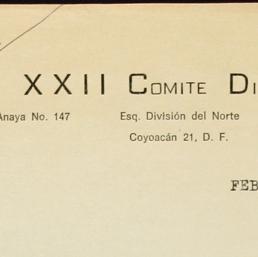 XXII COMITE DI
Anaya No. 147 Esq. División del Norte
Coyoacán 21, D. F.
FEB